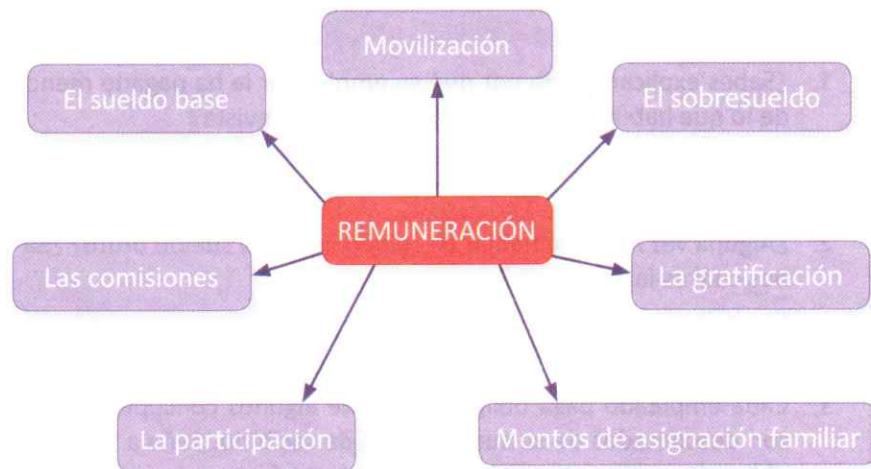 Movilización
El sueldo base
El sobresueldo
REMUNERACIÓN
Las comisiones
La gratificación
La participación
Montos de asignación familiar